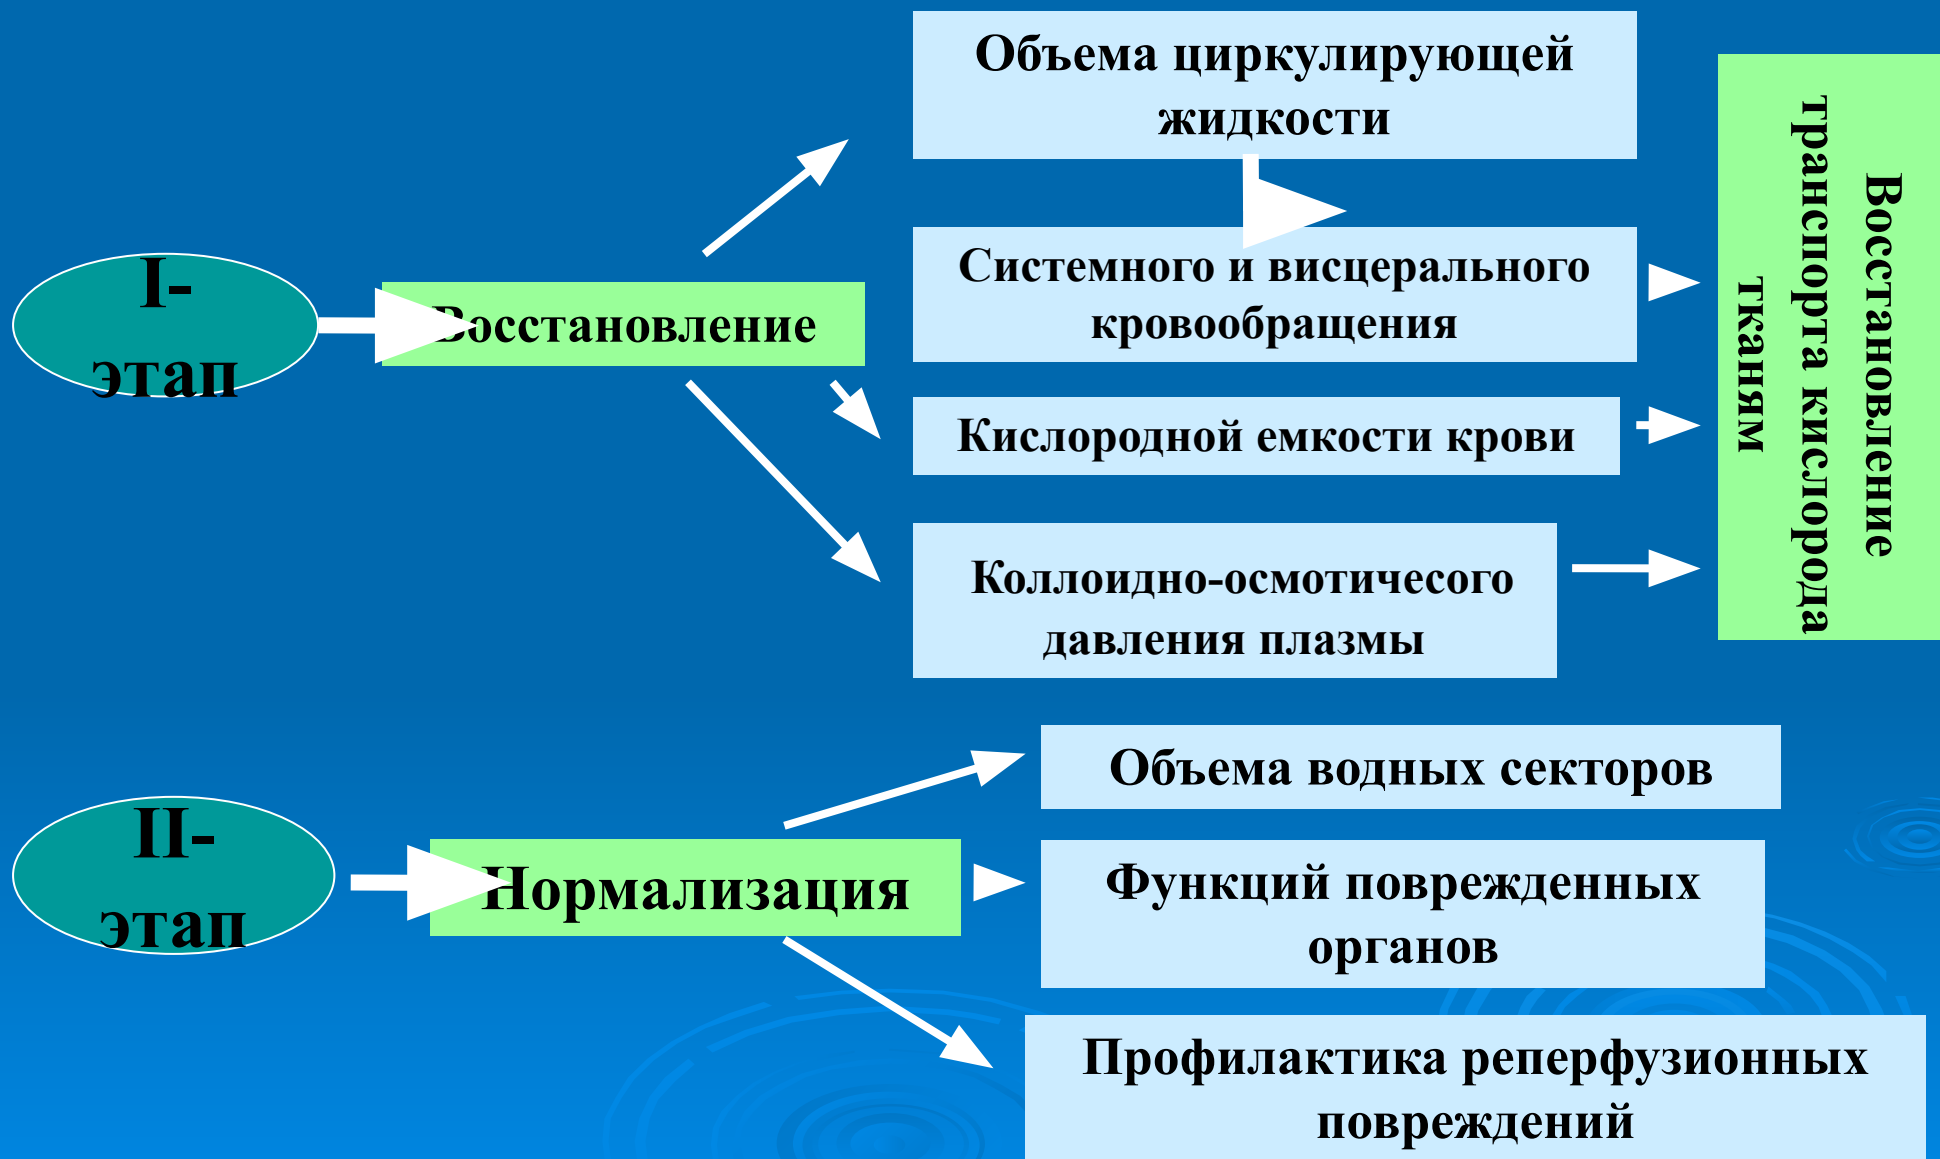 I-
этап
Восстановление
Объема циркулирующей
жидкости
Системного и висцерального
кровообращения
Кислородной емкости крови
Коллоидно-осмотичесого
давления плазмы
Восстановление
транспорта кислорода
тканям
II-
этап
Нормализация
Объема водных секторов
Функций поврежденных
органов
Профилактика реперфузионных
повреждений